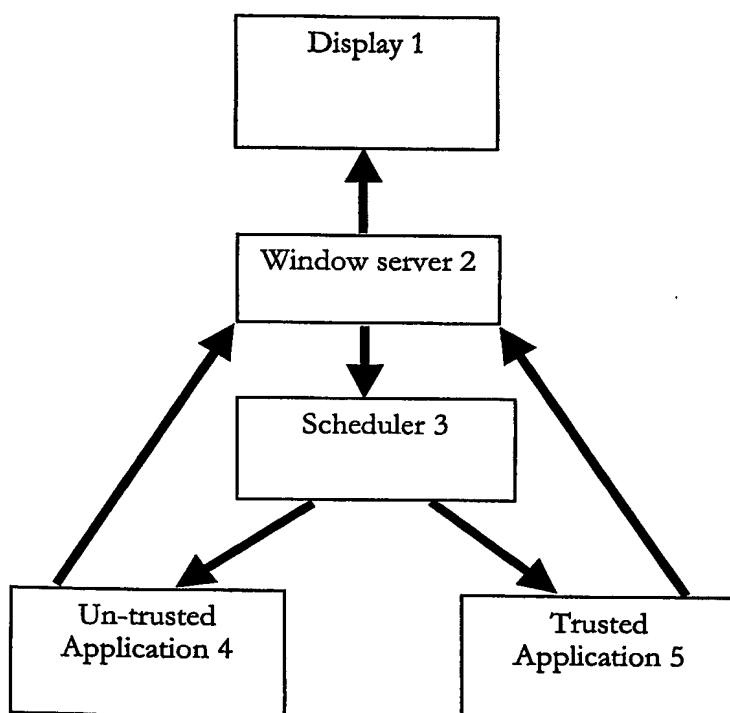 Display 1
Window server 2
Scheduler 3
Un-trusted
Application 4
Trusted
Application 5